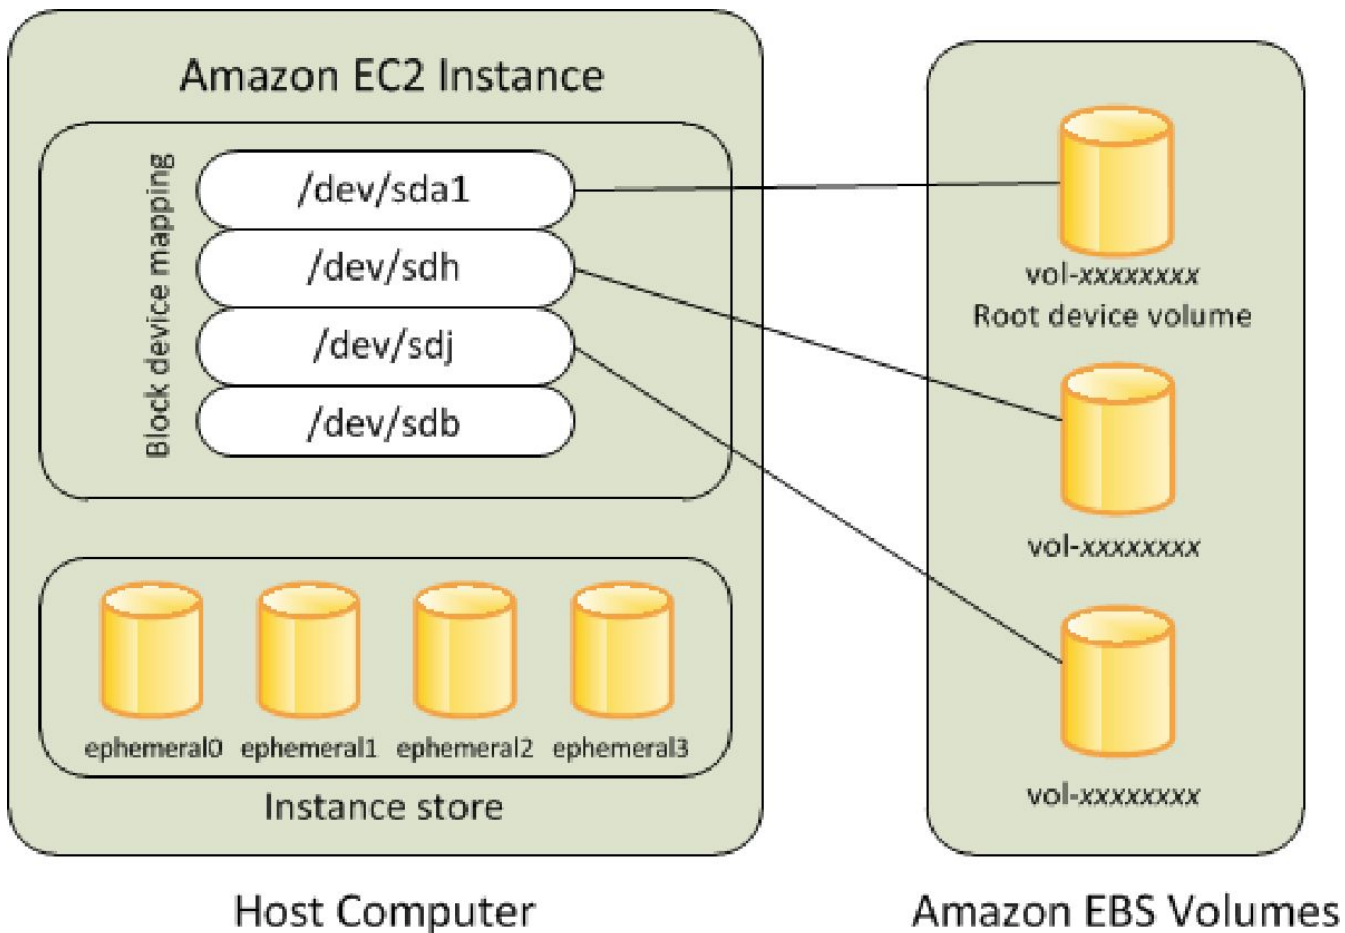 Amazon EC2 Instance
Block device mapping
/dev/sda1
/dev/sdh
/dev/sdj
/dev/sdb
ephemeral0 ephemeral1 ephemeral2 ephemeral3
Instance store
Host Computer
vol-xxxxxxxx
Root device volume
vol-xxxxxxxx
vol-xxxxxxxx
Amazon EBS Volumes